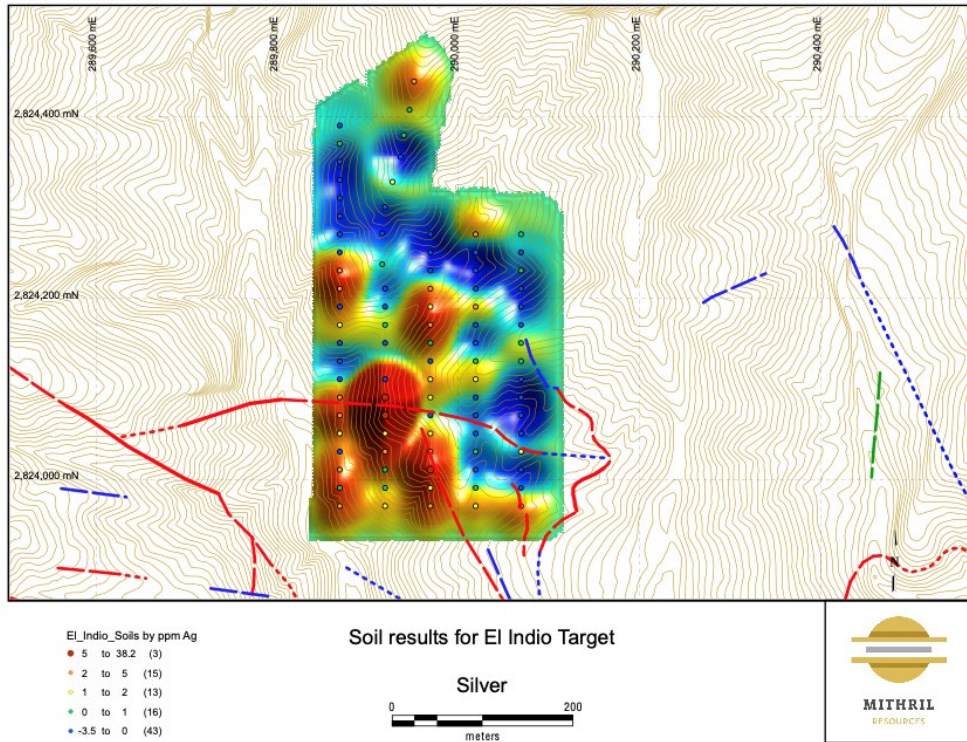 289,600 mE
289,800 mE
290,000 mE
290,200 mE
290,400 mE
2,824,400 mN
2,824,200 mN
2,824,000 mN
N
El_Indio_Soils by ppm Ag
5 to 38.2 (3)
2 to 5 (15)
1 to 2 (13)
0 to 1 (16)
-3.5 to 0 (43)
Soil results for El Indio Target
Silver
0 200
meters
MITHRIL
RESOURCES